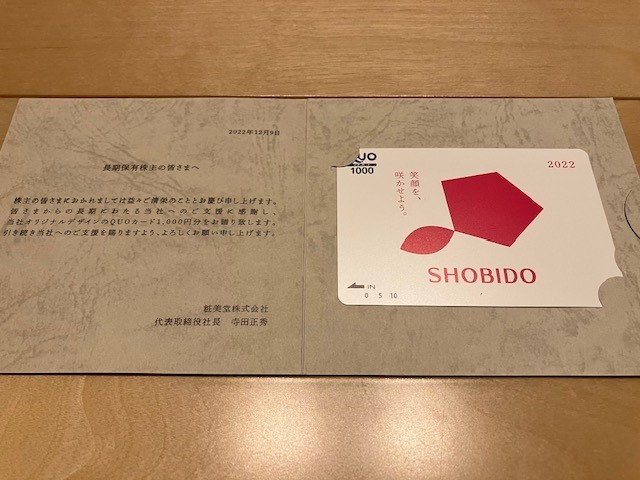 2022年12月9日
長期保有株主の皆さまへ
株主の皆さまにおかれましては益々ご清栄のこととお慶び申し上げます。
皆さまからの長期にわたる当社へのご支援に感謝し、
当社オリジナルデザインのQUOカード1,000円分をお贈り致します。
引き続き当社へのご支援を賜りますよう、よろしくお願い申し上げます。
粧美堂株式会社
代表取締役社長 寺田正秀
QUO
1000
2022
笑顔を、
咲かせよう。
SHOBIDO
IN
0 5 10